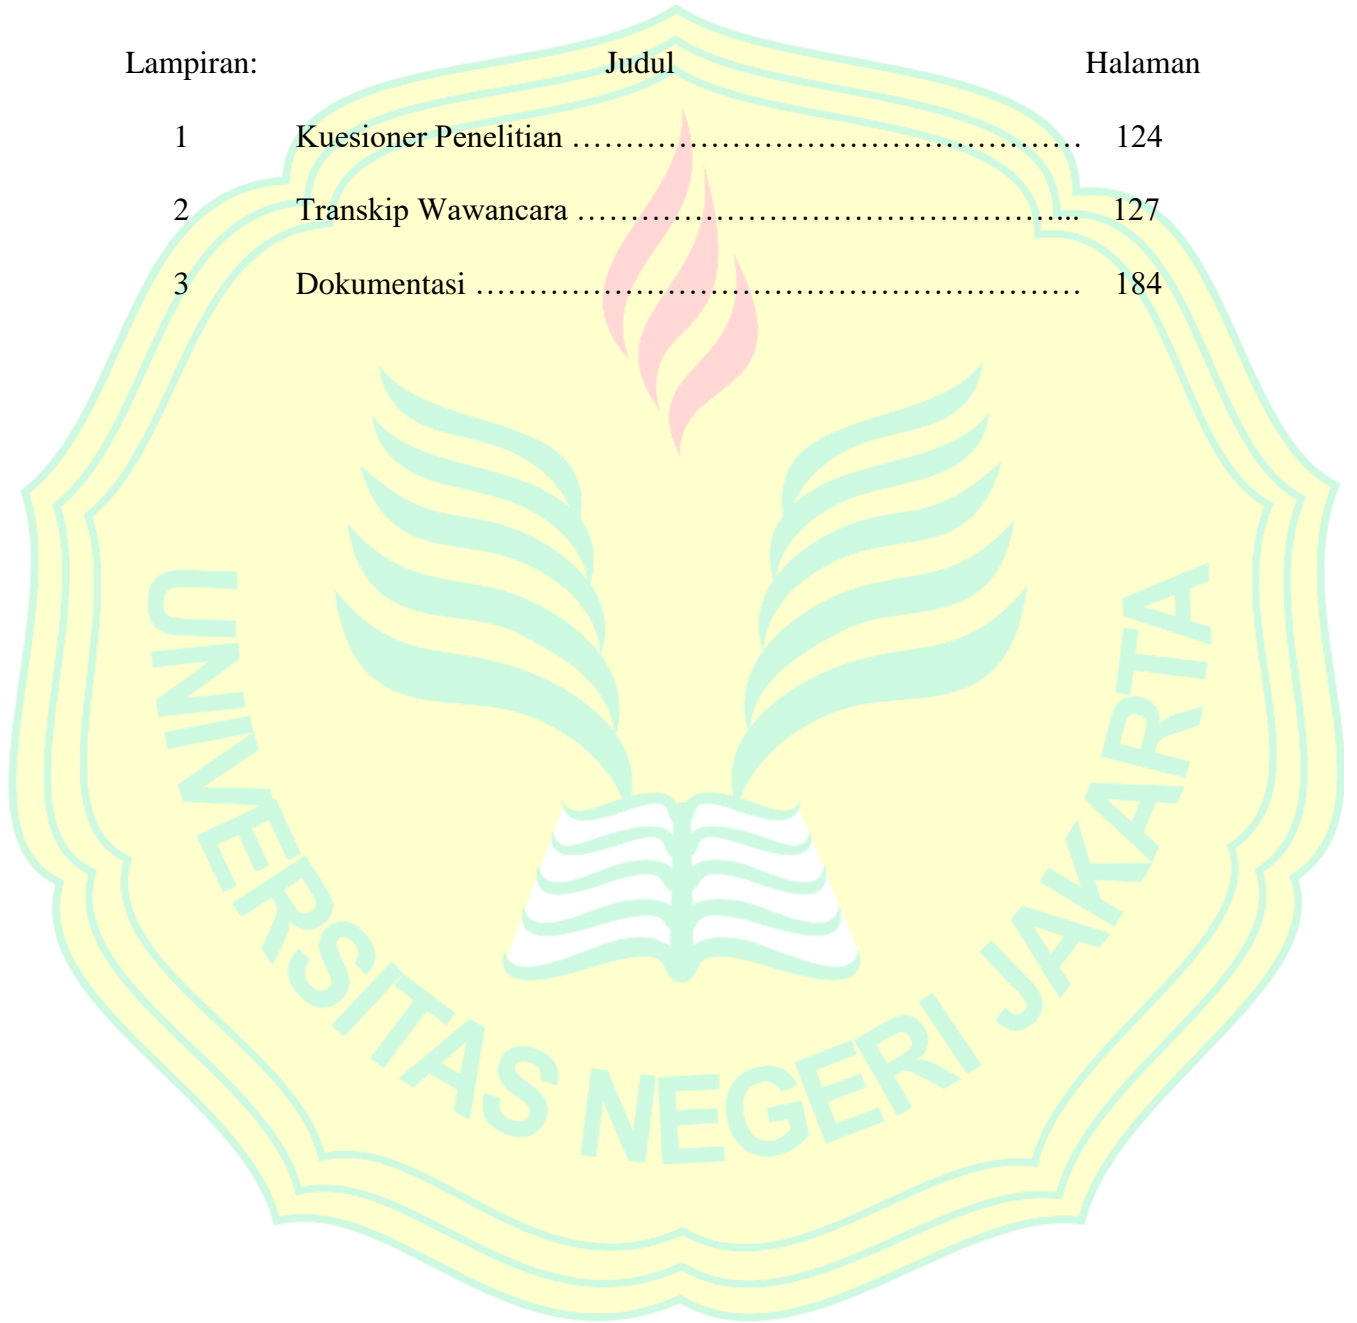 Lampiran: Judul Halaman
1 Kuesioner Penelitian ………………………………………… 124
2 Transkip Wawancara ………………………………………... 127
3 Dokumentasi ………………………………………………… 184
UNIVERSITAS NEGERI JAKARTA